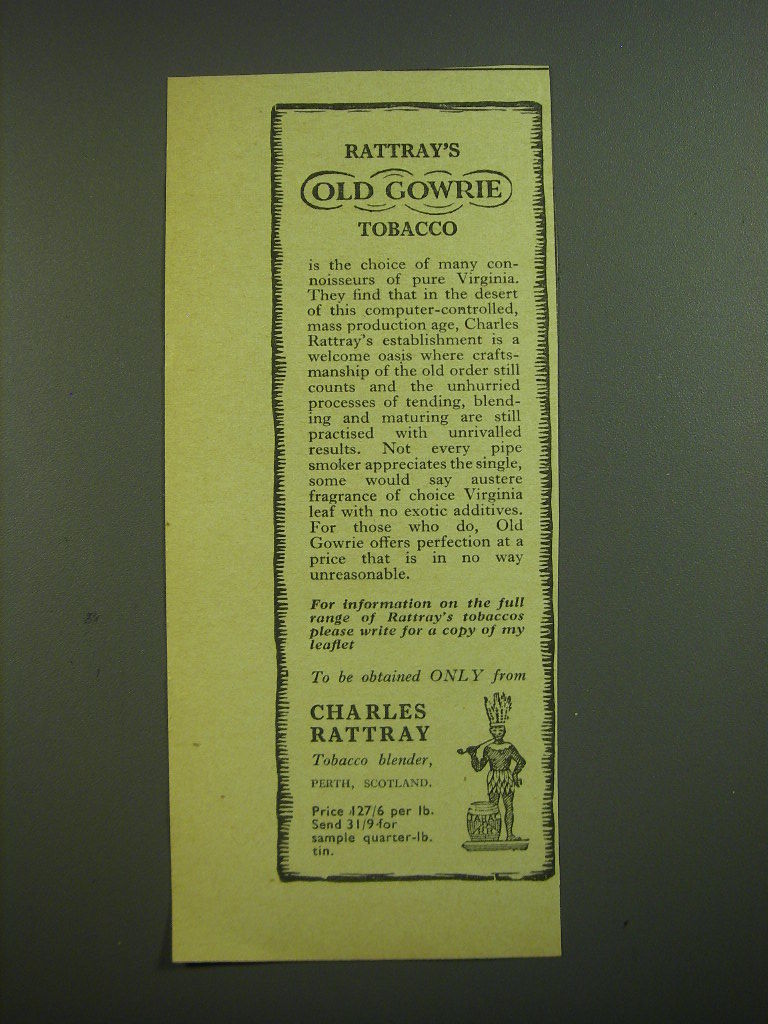 RATTRAY'S
OLD GOWRIE
TOBACCO
is the choice of many con-
noisseurs of pure Virginia.
They find that in the desert
of this computer-controlled,
mass production age, Charles
Rattray's establishment is a
welcome oasis where crafts-
manship of the old order still
counts and the unhurried
processes of tending, blend-
ing and maturing are still
practised with unrivalled
results. Not every pipe
smoker appreciates the single,
some would say austere
fragrance of choice Virginia
leaf with no exotic additives.
For those who do, Old
Gowrie offers perfection at a
price that is in no way
unreasonable.
For information on the full
range of Rattray's tobaccos
please write for a copy of my
leaflet
To be obtained ONLY from
CHARLES
RATTRAY
Tobacco blender,
PERTH, SCOTLAND.
Price 127/6 per lb.
Send 31/9 for
sample quarter-lb.
tin.